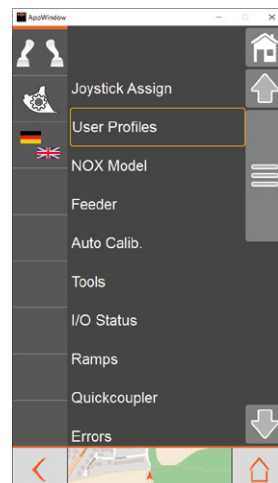 AppWindow
Joystick Assign
User Profiles
NOX Model
Feeder
Auto Calib.
Tools
I/O Status
Ramps
Quickcoupler
Errors